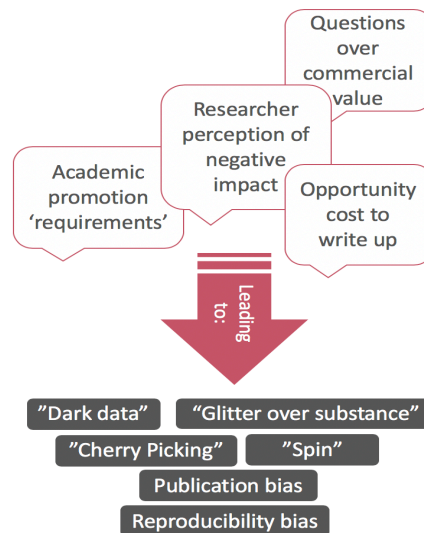 Questions
over
commercial
value
Researcher
perception of
negative
impact
Academic
promotion
‘requirements’
Opportunity
cost to
write up
Leading
to:
”Dark data”
“Glitter over substance”
”Cherry Picking”
”Spin”
Publication bias
Reproducibility bias